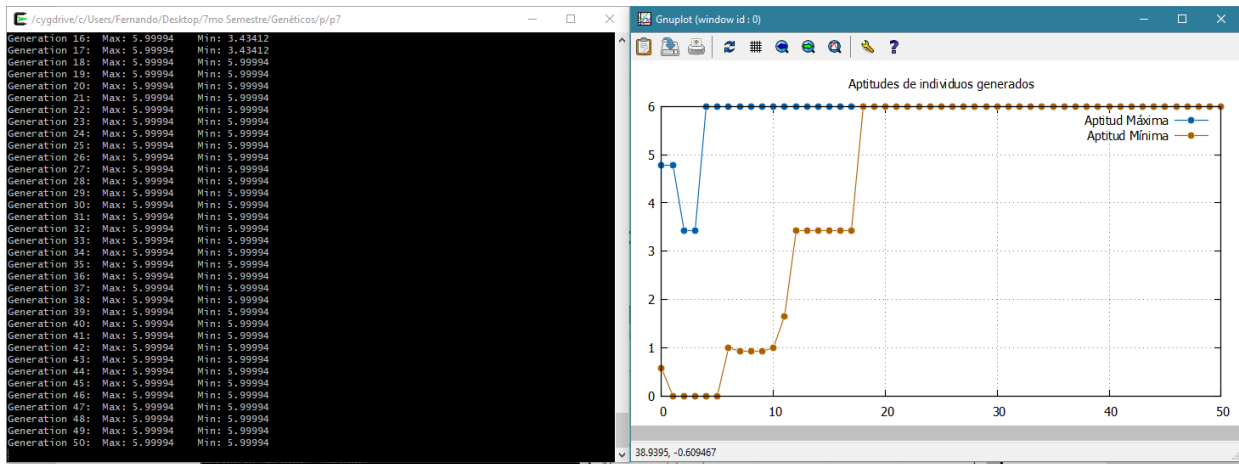 /cygdrive/c/Users/Fernando/Desktop/7mo Semestre/Genéticos/p/p7
Generation 16: Max: 5.99994 Min: 3.43412
Generation 17: Max: 5.99994 Min: 3.43412
Generation 18: Max: 5.99994 Min: 5.99994
Generation 19: Max: 5.99994 Min: 5.99994
Generation 20: Max: 5.99994 Min: 5.99994
Generation 21: Max: 5.99994 Min: 5.99994
Generation 22: Max: 5.99994 Min: 5.99994
Generation 23: Max: 5.99994 Min: 5.99994
Generation 24: Max: 5.99994 Min: 5.99994
Generation 25: Max: 5.99994 Min: 5.99994
Generation 26: Max: 5.99994 Min: 5.99994
Generation 27: Max: 5.99994 Min: 5.99994
Generation 28: Max: 5.99994 Min: 5.99994
Generation 29: Max: 5.99994 Min: 5.99994
Generation 30: Max: 5.99994 Min: 5.99994
Generation 31: Max: 5.99994 Min: 5.99994
Generation 32: Max: 5.99994 Min: 5.99994
Generation 33: Max: 5.99994 Min: 5.99994
Generation 34: Max: 5.99994 Min: 5.99994
Generation 35: Max: 5.99994 Min: 5.99994
Generation 36: Max: 5.99994 Min: 5.99994
Generation 37: Max: 5.99994 Min: 5.99994
Generation 38: Max: 5.99994 Min: 5.99994
Generation 39: Max: 5.99994 Min: 5.99994
Generation 40: Max: 5.99994 Min: 5.99994
Generation 41: Max: 5.99994 Min: 5.99994
Generation 42: Max: 5.99994 Min: 5.99994
Generation 43: Max: 5.99994 Min: 5.99994
Generation 44: Max: 5.99994 Min: 5.99994
Generation 45: Max: 5.99994 Min: 5.99994
Generation 46: Max: 5.99994 Min: 5.99994
Generation 47: Max: 5.99994 Min: 5.99994
Generation 48: Max: 5.99994 Min: 5.99994
Generation 49: Max: 5.99994 Min: 5.99994
Generation 50: Max: 5.99994 Min: 5.99994
Gnuplot (window id : 0)
Aptitudes de individuos generados
Aptitud Máxima
Aptitud Mínima
6
5
4
3
2
1
0
0 10 20 30 40 50
38.9395, -0.609467